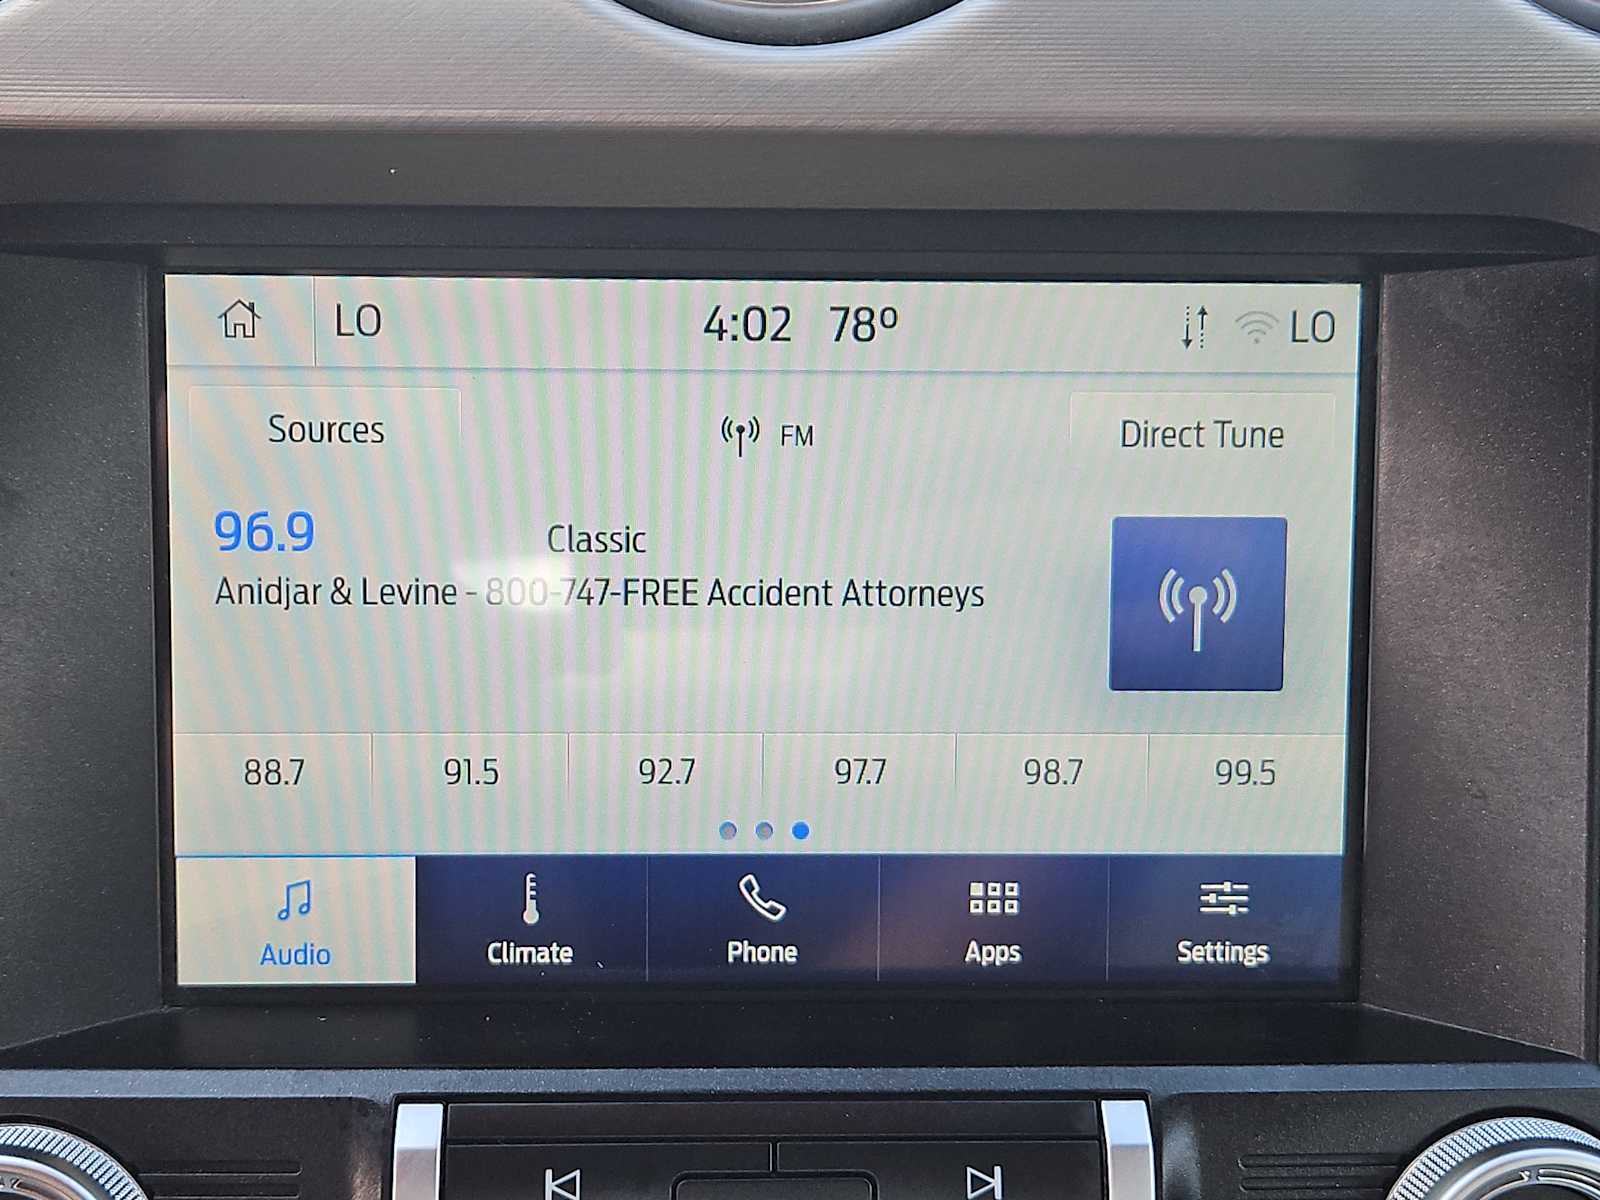 LO 4:02 78º LO
Sources FM Direct Tune
96.9 Classic
Anidjar & Levine - 800-747-FREE Accident Attorneys
88.7 91.5 92.7 97.7 98.7 99.5
Audio Climate Phone Apps Settings